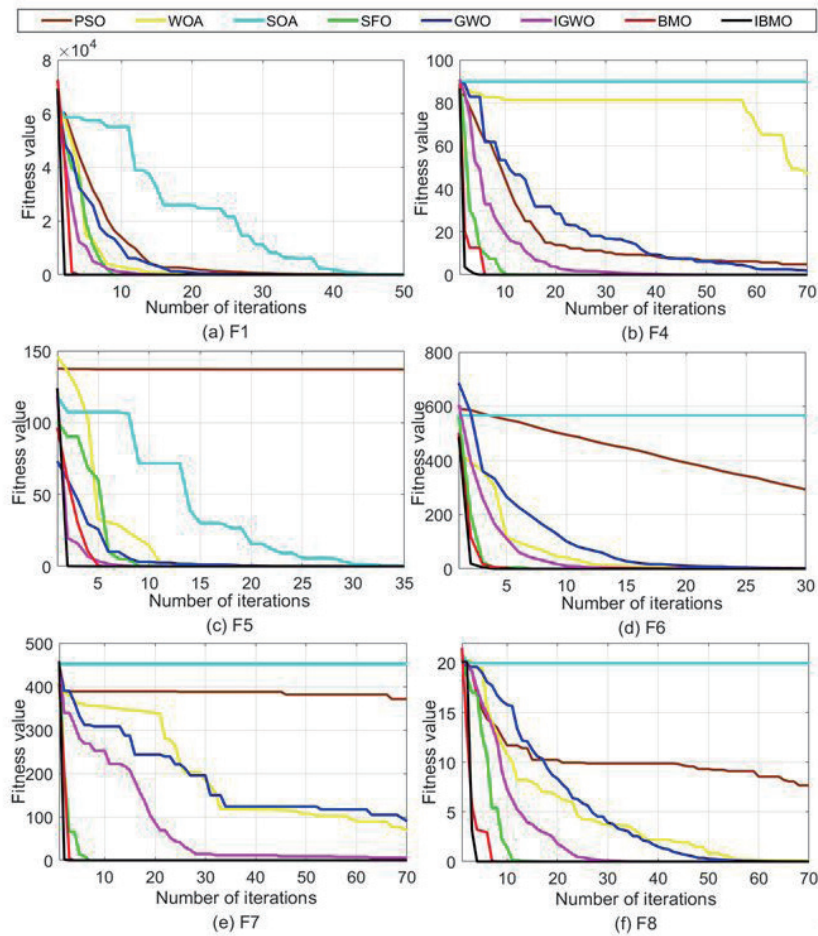 PSO WOA SOA SFO GWO IGWO BMO IBMO
×10⁴
8
6
4
2
0
Fitness value
10 20 30 40 50
Number of iterations
(a) F1
100
80
60
40
20
0
Fitness value
10 20 30 40 50 60 70
Number of iterations
(b) F4
150
100
50
0
Fitness value
5 10 15 20 25 30 35
Number of iterations
(c) F5
800
600
400
200
0
Fitness value
5 10 15 20 25 30
Number of iterations
(d) F6
500
400
300
200
100
0
Fitness value
10 20 30 40 50 60 70
Number of iterations
(e) F7
20
15
10
5
0
Fitness value
10 20 30 40 50 60 70
Number of iterations
(f) F8